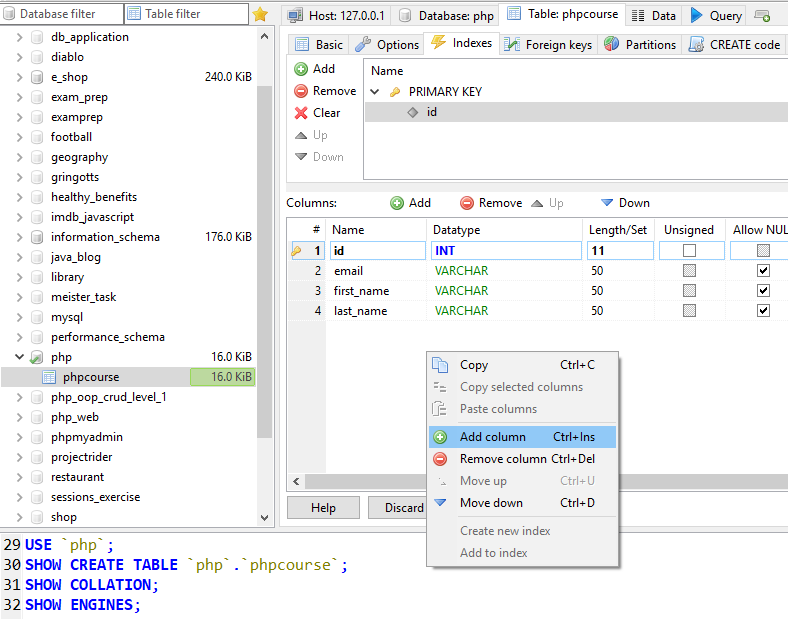 Database filter
Table filter
db_application
diablo
e_shop 240.0 KiB
exam_prep
examprep
football
geography
gringotts
healthy_benefits
imdb_javascript
information_schema 176.0 KiB
java_blog
library
meister_task
mysql
performance_schema
php 16.0 KiB
phpcourse 16.0 KiB
php_oop_crud_level_1
php_web
phpmyadmin
projectrider
restaurant
sessions_exercise
shop
Host: 127.0.0.1 Database: php Table: phpcourse Data Query
Basic Options Indexes Foreign keys Partitions CREATE code
Add
Remove
Clear
Up
Down
Name
PRIMARY KEY
id
Columns: Add Remove Up Down
# Name Datatype Length/Set Unsigned Allow NUL
1 id INT 11
2 email VARCHAR 50
3 first_name VARCHAR 50
4 last_name VARCHAR 50
Copy Ctrl+C
Copy selected columns
Paste columns
Add column Ctrl+Ins
Remove column Ctrl+Del
Move up Ctrl+U
Move down Ctrl+D
Create new index
Add to index
Help Discard
29 USE `php`;
30 SHOW CREATE TABLE `php`.`phpcourse`;
31 SHOW COLLATION;
32 SHOW ENGINES;